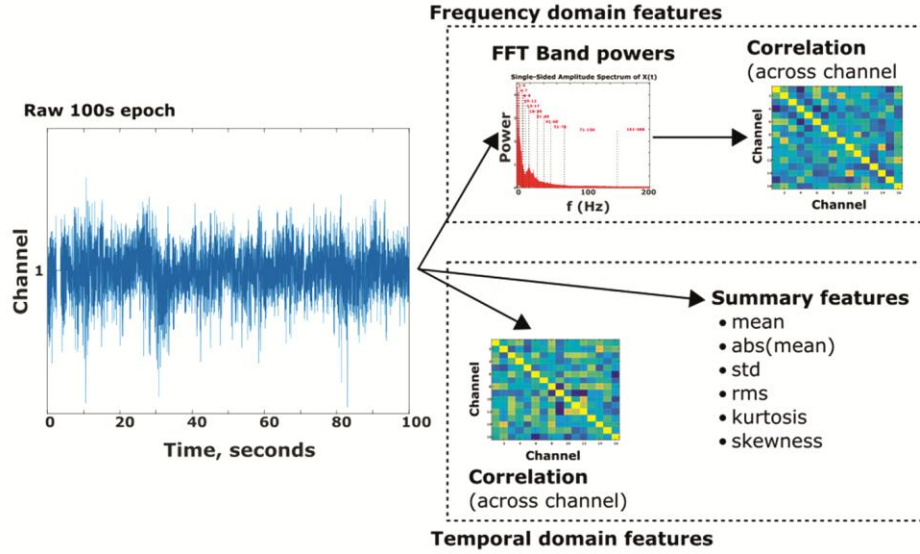 Frequency domain features
FFT Band powers
Correlation
(across channel
Single-Sided Amplitude Spectrum of X(t)
Power
0 100 200
f (Hz)
Channel
Channel
Raw 100s epoch
Channel
1
0 20 40 60 80 100
Time, seconds
Summary features
• mean
• abs(mean)
• std
• rms
• kurtosis
• skewness
Channel
Channel
Correlation
(across channel)
Temporal domain features